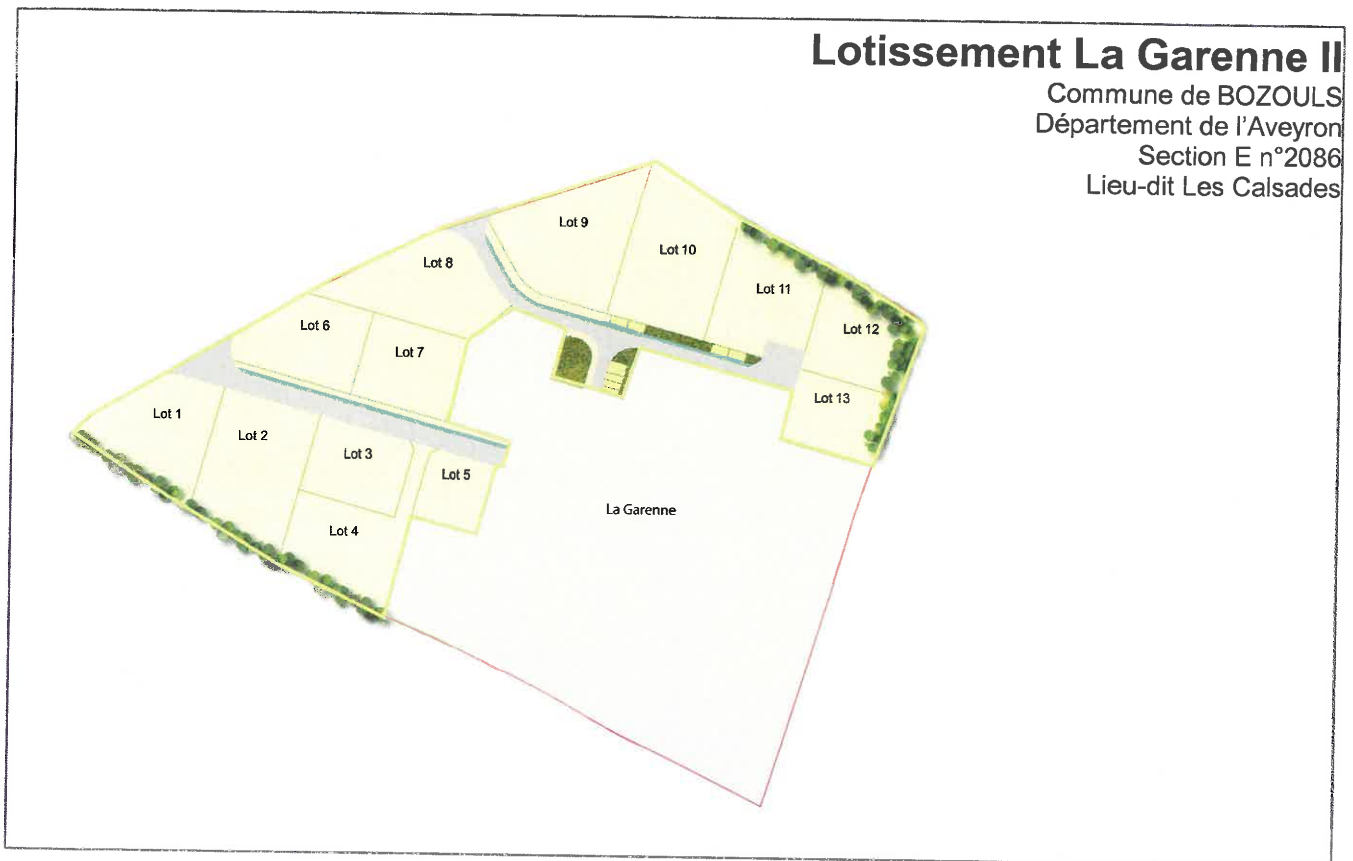 Lotissement La Garenne II
Commune de BOZOULS
Département de l'Aveyron
Section E n°2086
Lieu-dit Les Calsades
Lot 9
Lot 10
Lot 8
Lot 11
Lot 6
Lot 12
Lot 7
Lot 13
Lot 1
Lot 2
Lot 3
Lot 5
La Garenne
Lot 4